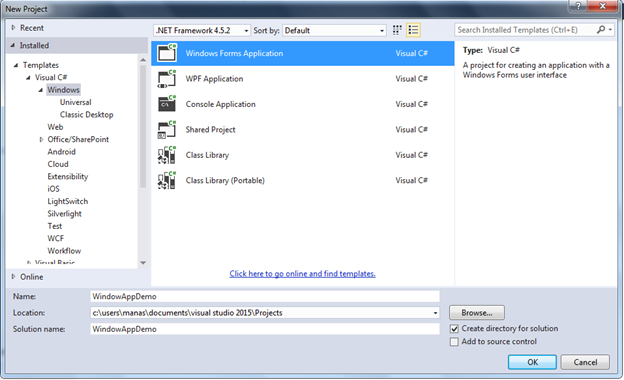 New Project
Recent
.NET Framework 4.5.2 Sort by: Default Search Installed Templates (Ctrl+E)
Installed
Templates
Visual C#
Windows
Universal
Classic Desktop
Web
Office/SharePoint
Android
Cloud
Extensibility
iOS
LightSwitch
Silverlight
Test
WCF
Workflow
Visual Basic
Online
Windows Forms Application Visual C#
WPF Application Visual C#
Console Application Visual C#
Shared Project Visual C#
Class Library Visual C#
Class Library (Portable) Visual C#
Click here to go online and find templates.
Type: Visual C#
A project for creating an application with a
Windows Forms user interface
Name: WindowAppDemo
Location: c:\users\manas\documents\visual studio 2015\Projects Browse...
Solution name: WindowAppDemo
Create directory for solution
Add to source control
OK Cancel